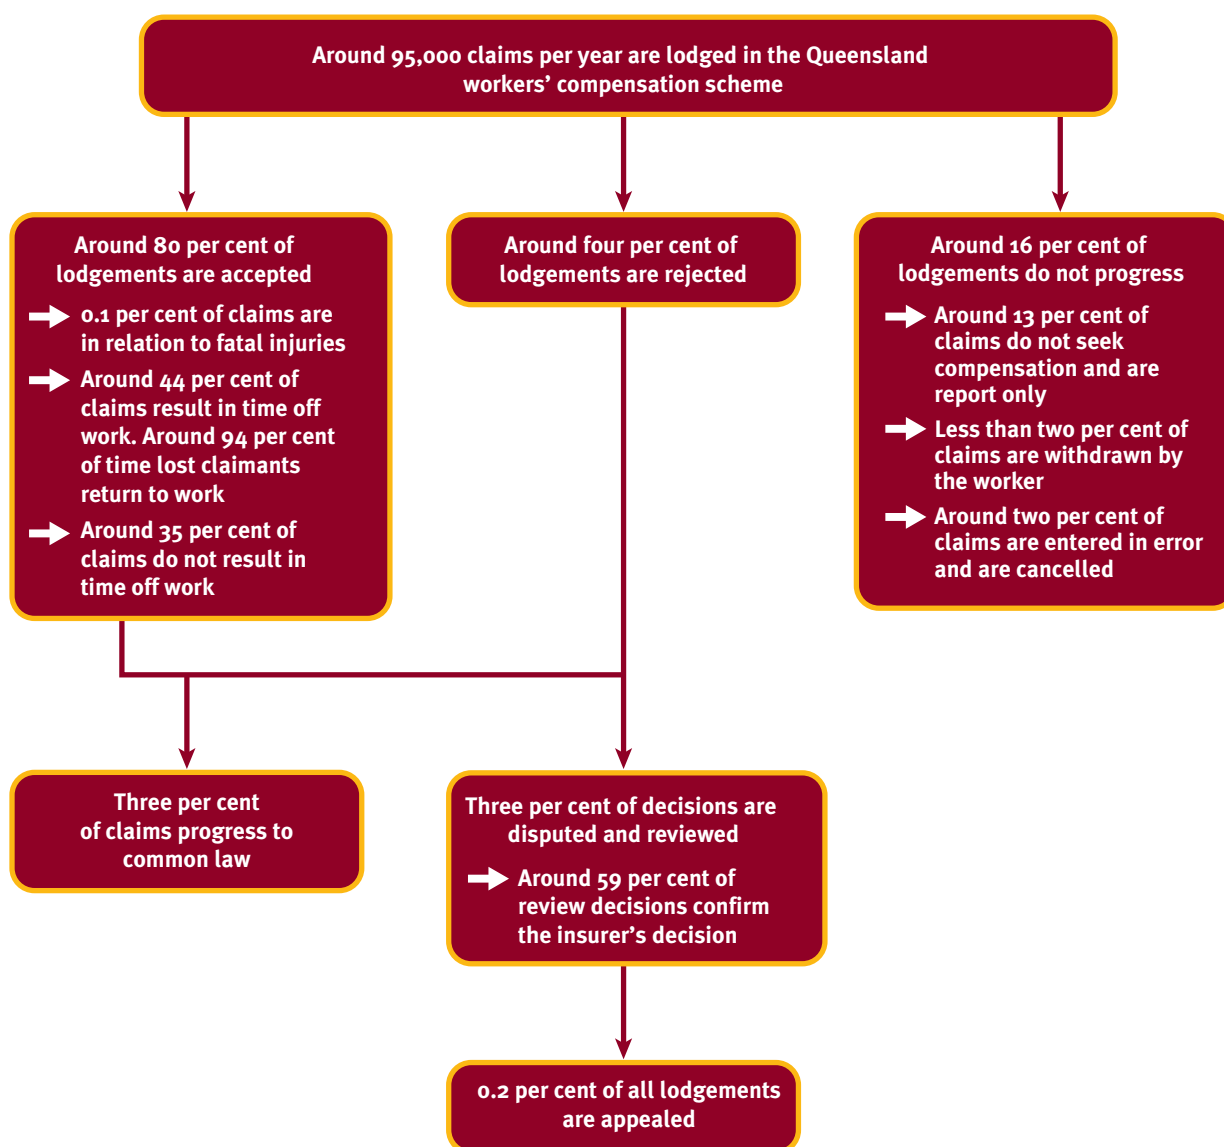 Around 95,000 claims per year are lodged in the Queensland
workers’ compensation scheme
Around 80 per cent of
lodgements are accepted
0.1 per cent of claims are
in relation to fatal injuries
Around 44 per cent of
claims result in time off
work. Around 94 per cent
of time lost claimants
return to work
Around 35 per cent of
claims do not result in
time off work
Around four per cent of
lodgements are rejected
Around 16 per cent of
lodgements do not progress
Around 13 per cent of
claims do not seek
compensation and are
report only
Less than two per cent of
claims are withdrawn by
the worker
Around two per cent of
claims are entered in error
and are cancelled
Three per cent
of claims progress to
common law
Three per cent of decisions are
disputed and reviewed
Around 59 per cent of
review decisions confirm
the insurer’s decision
0.2 per cent of all lodgements
are appealed